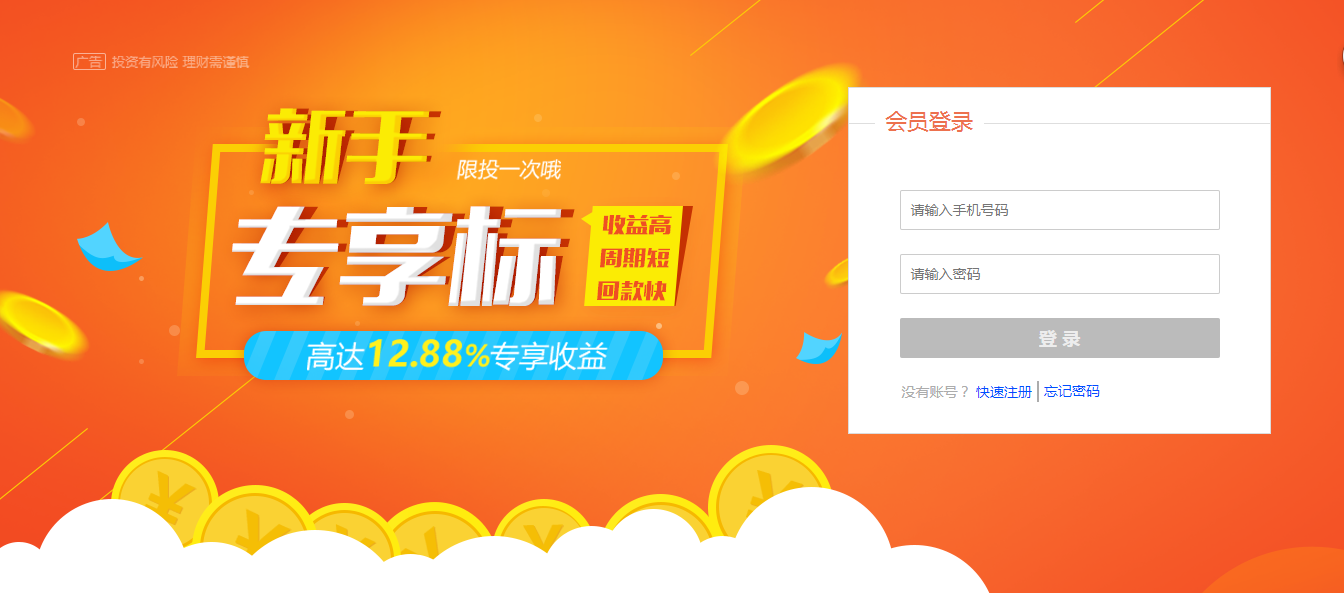 广告 投资有风险 理财需谨慎
新手
限投一次哦
专享标
收益高
周期短
回款快
高达12.88%专享收益
会员登录
请输入手机号码
请输入密码
登 录
没有账号？ 快速注册 | 忘记密码